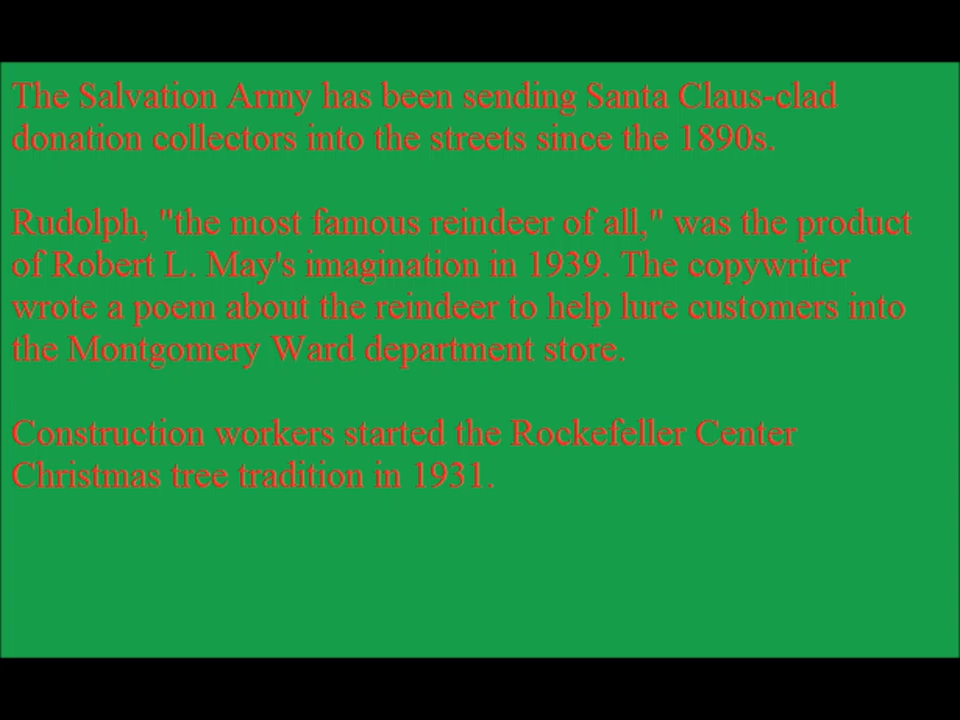 The Salvation Army has been sending Santa Claus-clad
donation collectors into the streets since the 1890s.
Rudolph, "the most famous reindeer of all," was the product
of Robert L. May's imagination in 1939. The copywriter
wrote a poem about the reindeer to help lure customers into
the Montgomery Ward department store.
Construction workers started the Rockefeller Center
Christmas tree tradition in 1931.